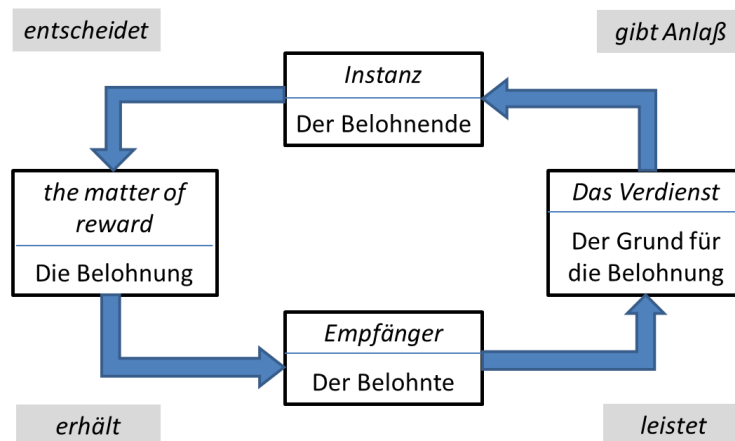 entscheidet
gibt Anlaß
Instanz
Der Belohnende
the matter of
reward
Die Belohnung
Das Verdienst
Der Grund für
die Belohnung
Empfänger
Der Belohnte
erhält
leistet